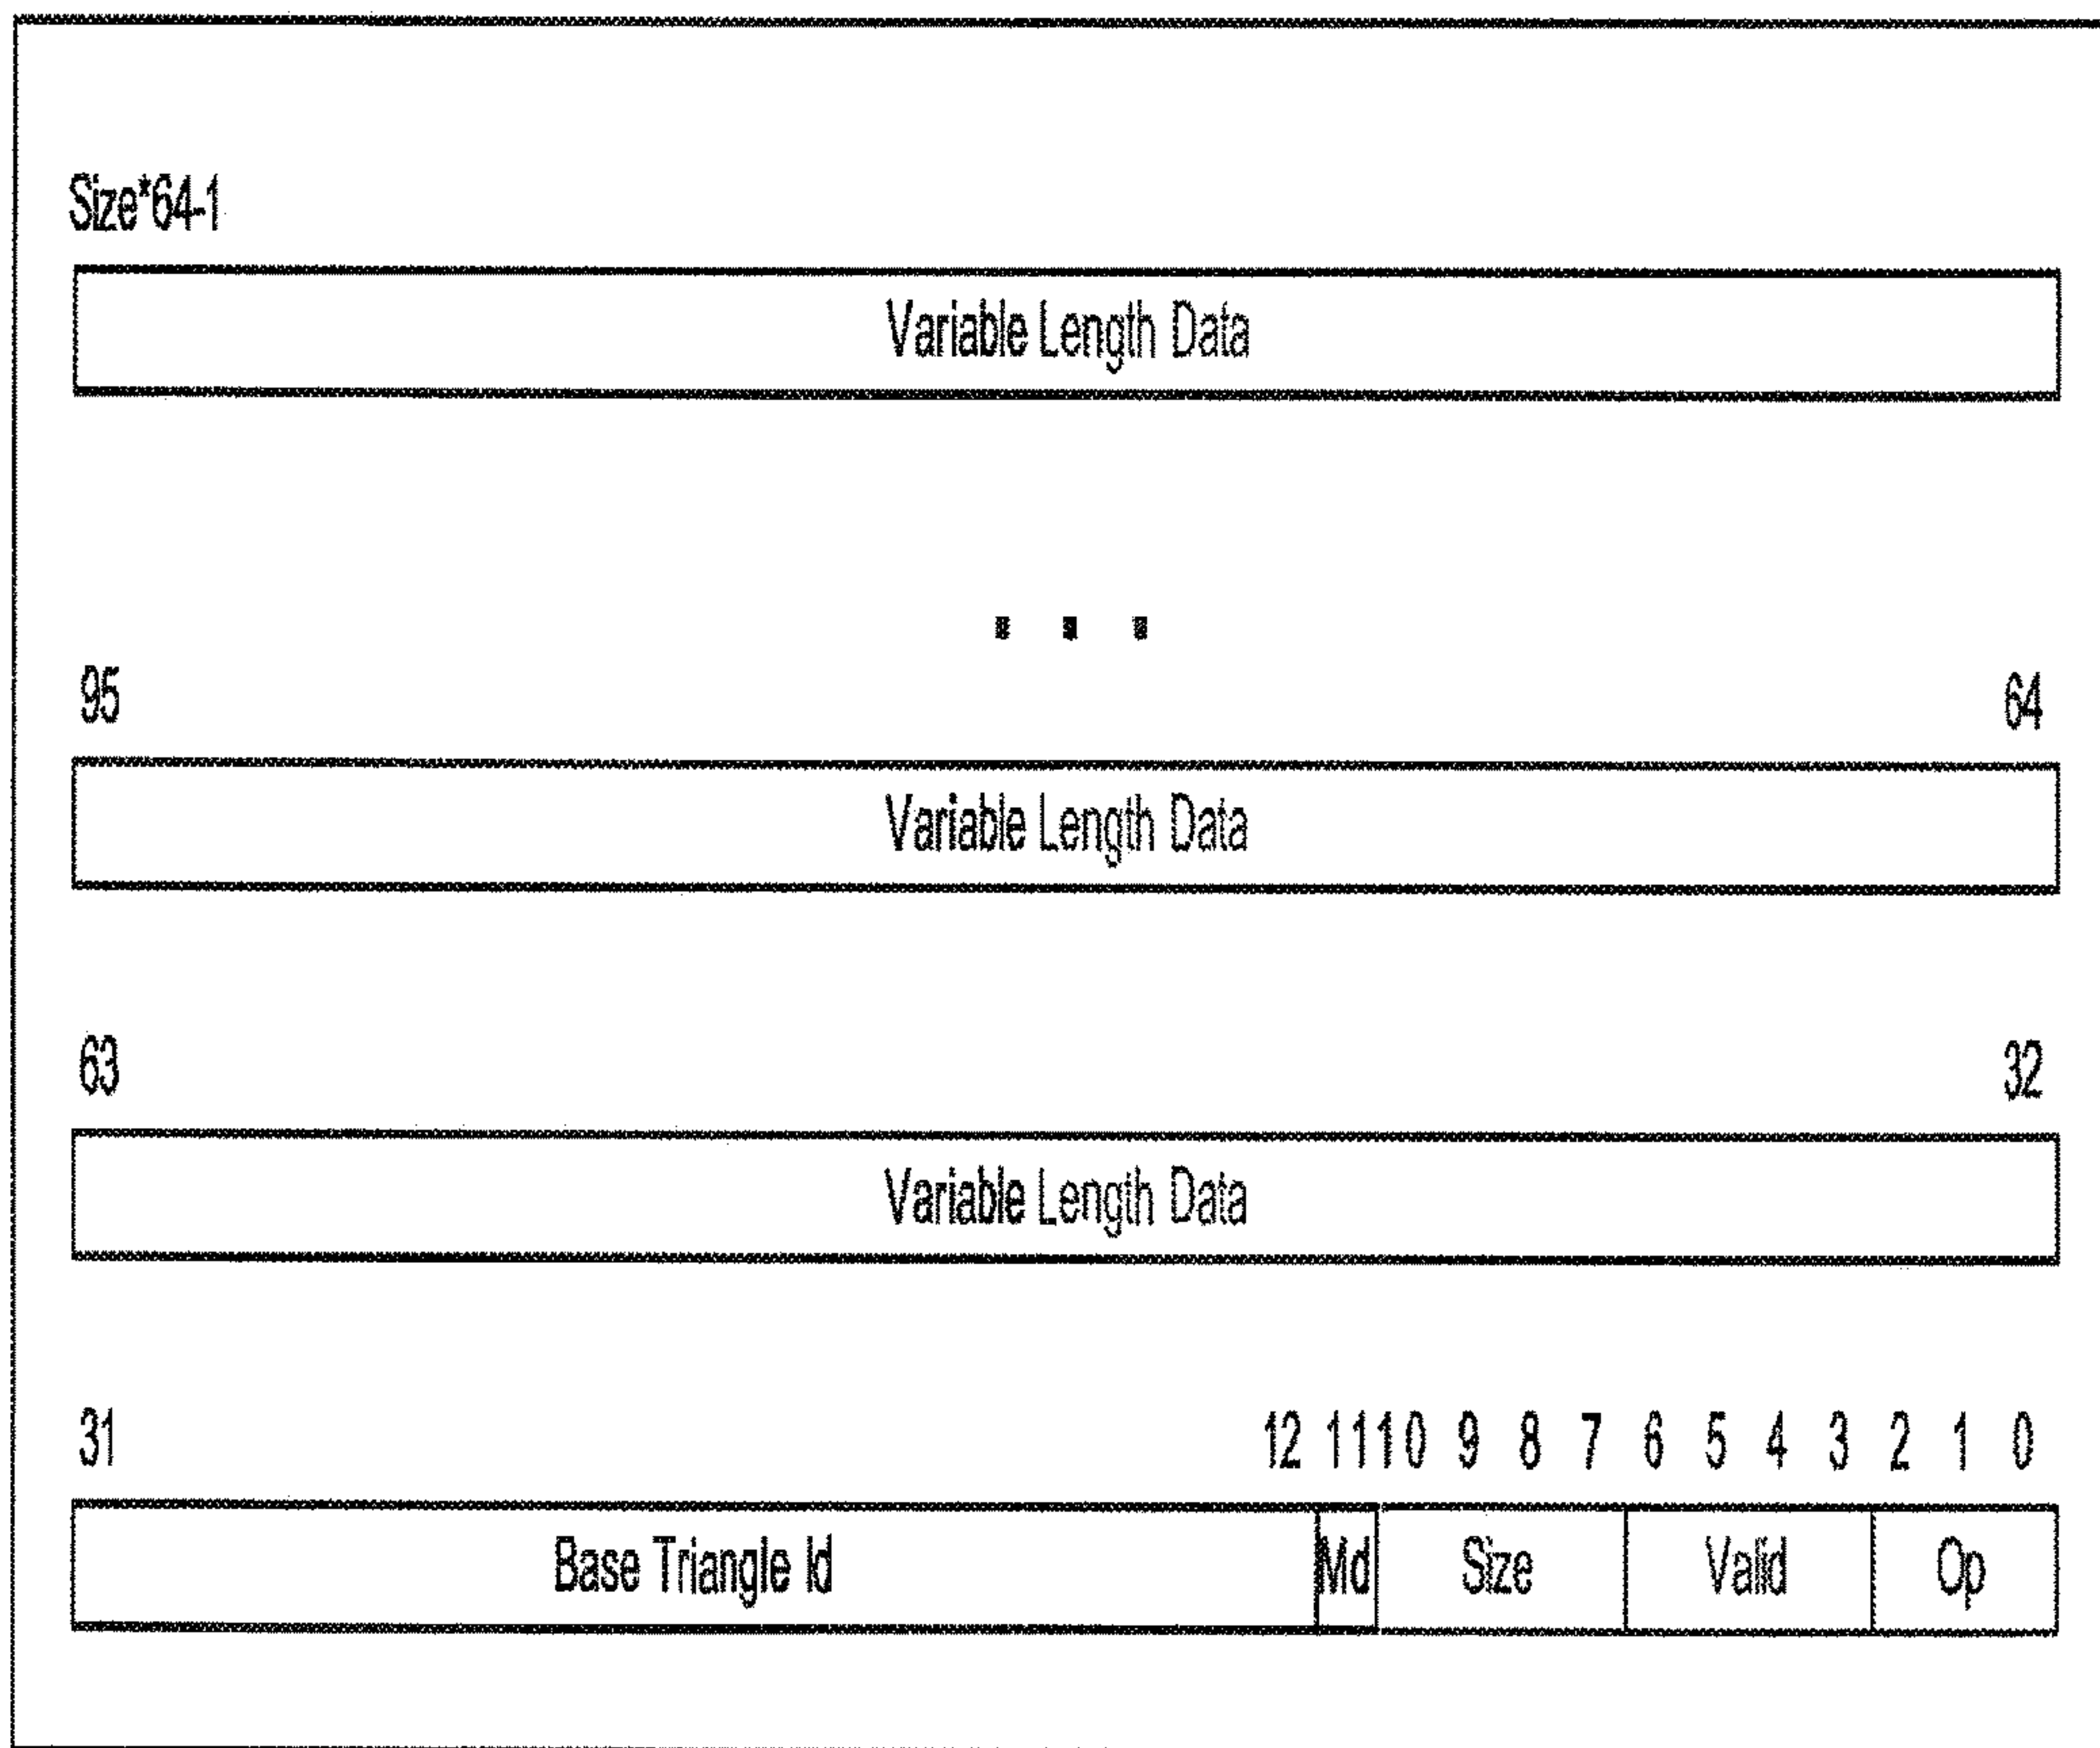 Size*64-1
Variable Length Data
...
95 64
Variable Length Data
63 32
Variable Length Data
31 12 11 10 9 8 7 6 5 4 3 2 1 0
Base Triangle Id Md Size Valid Op